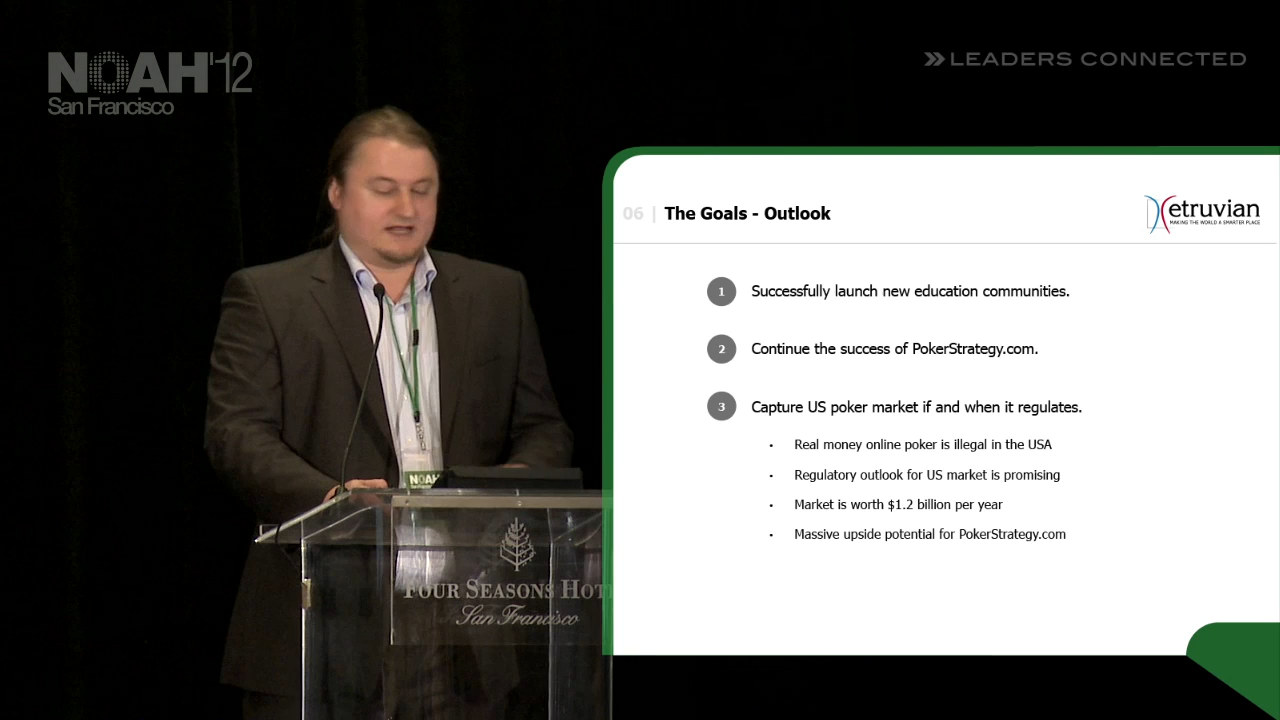 NOAH'12
San Francisco
LEADERS CONNECTED
06 | The Goals - Outlook
etruvian
MAKING THE WORLD A SMARTER PLACE
1 Successfully launch new education communities.
2 Continue the success of PokerStrategy.com.
3 Capture US poker market if and when it regulates.
• Real money online poker is illegal in the USA
• Regulatory outlook for US market is promising
• Market is worth $1.2 billion per year
• Massive upside potential for PokerStrategy.com
NOAH
FOUR SEASONS HOT
San Francisco